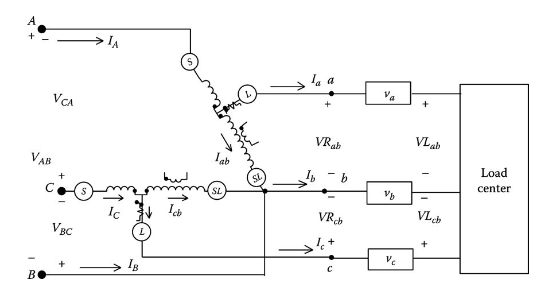 A
+ − I_A
S
V_CA
L
I_a a
+
v_a
+
I_ab
VR_ab
VL_ab
V_AB
+
C
S
−
SL
SL
I_b
−
b
−
v_b
−
−
Load
center
I_C
I_cb
V_BC
L
VR_cb
VL_cb
I_c +
c
v_c
+
−
+ I_B
B